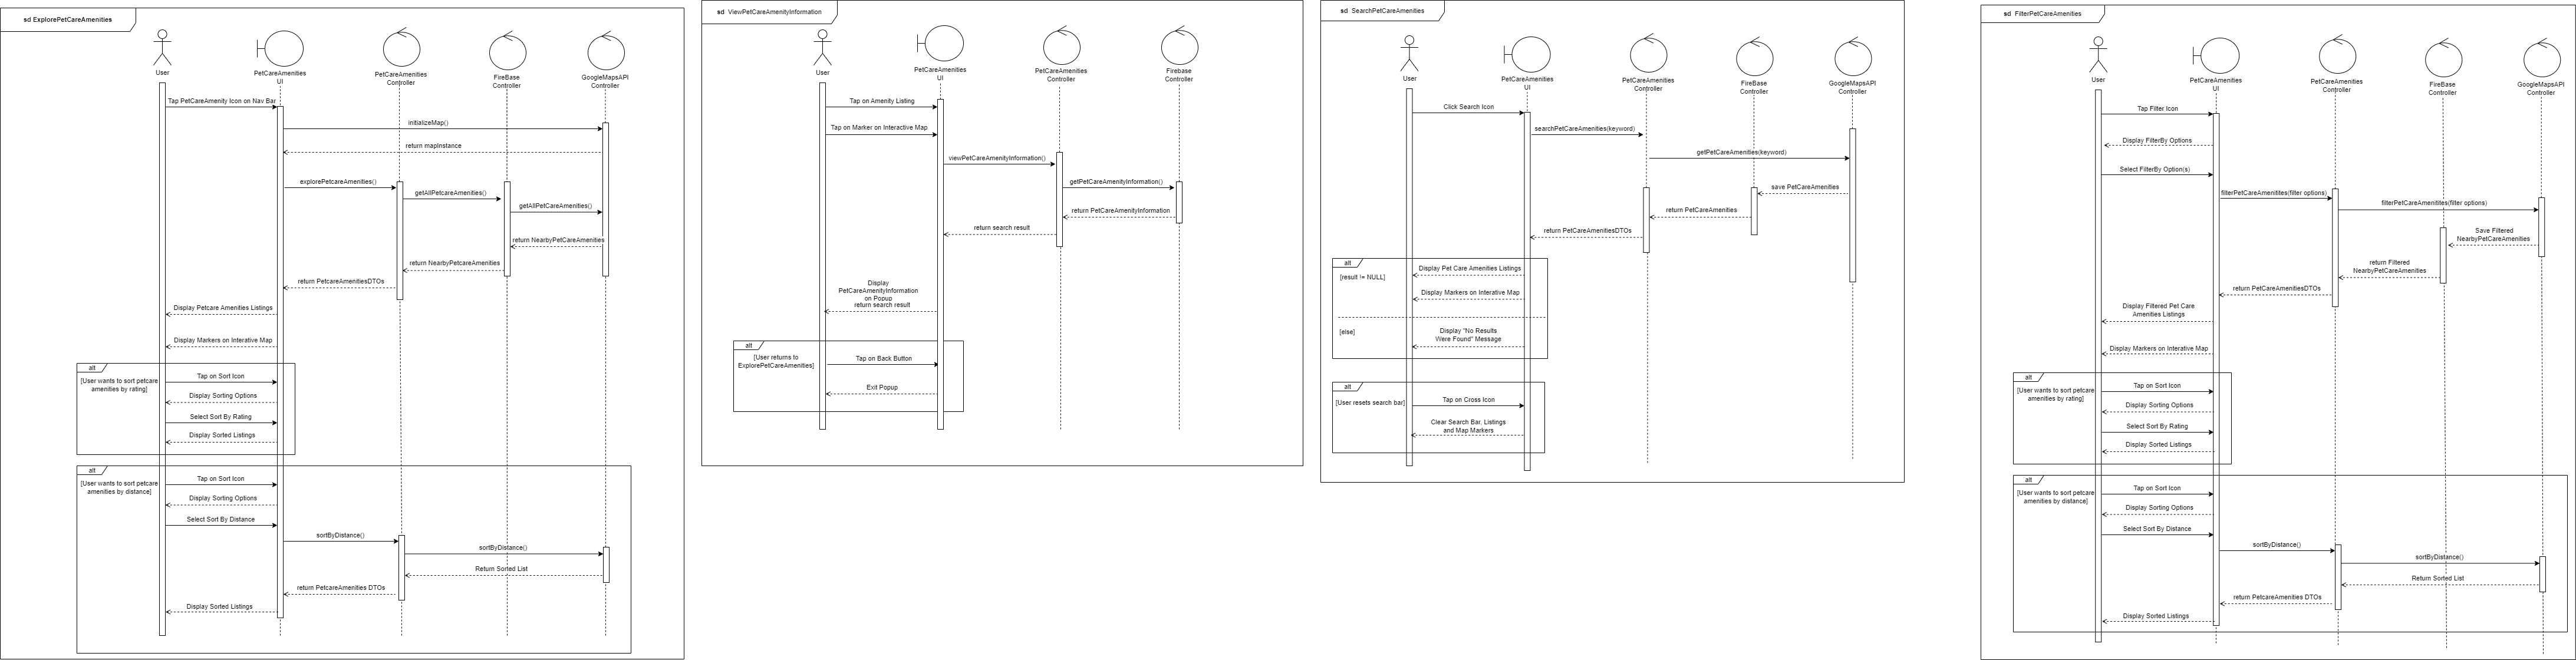 sd ExplorePetCareAmenities
User
PetCareAmenities
UI
PetCareAmenities
Controller
FireBase
Controller
GoogleMapsAPI
Controller
Tap PetCareAmenity Icon on Nav Bar
initializeMap()
return mapInstance
explorePetcareAmenities()
getAllPetcareAmenities()
getAllPetCareAmenities()
return NearbyPetCareAmenities
return NearbyPetcareAmenities
return PetcareAmenitiesDTOs
Display Petcare Amenities Listings
Display Markers on Interative Map
alt
[User wants to sort petcare
amenities by rating]
Tap on Sort Icon
Display Sorting Options
Select Sort By Rating
Display Sorted Listings
alt
[User wants to sort petcare
amenities by distance]
Tap on Sort Icon
Display Sorting Options
Select Sort By Distance
sortByDistance()
sortByDistance()
Return Sorted List
return PetcareAmenities DTOs
Display Sorted Listings
sd ViewPetCareAmenityInformation
User
PetCareAmenities
UI
PetCareAmenities
Controller
Firebase
Controller
Tap on Amenity Listing
Tap on Marker on Interactive Map
viewPetCareAmenityInformation()
getPetCareAmenityInformation()
return PetCareAmenityInformation
return search result
Display
PetCareAmenityInformation
on Popup
return search result
alt
[User returns to
ExplorePetCareAmenities]
Tap on Back Button
Exit Popup
sd SearchPetCareAmenities
User
PetCareAmenities
UI
PetCareAmenities
Controller
FireBase
Controller
GoogleMapsAPI
Controller
Click Search Icon
searchPetCareAmenities(keyword)
getPetCareAmenities(keyword)
save PetCareAmenities
return PetCareAmenities
return PetCareAmenitiesDTOs
alt
[result != NULL]
Display Pet Care Amenities Listings
Display Markers on Interative Map
[else]
Display "No Results
Were Found" Message
alt
[User resets search bar]
Tap on Cross Icon
Clear Search Bar, Listings
and Map Markers
sd FilterPetCareAmenities
User
PetCareAmenities
UI
PetCareAmenities
Controller
FireBase
Controller
GoogleMapsAPI
Controller
Tap Filter Icon
Display FilterBy Options
Select FilterBy Option(s)
filterPetCareAmenitites(filter options)
filterPetCareAmenitites(filter options)
Save Filtered
NearbyPetCareAmenities
return Filtered
NearbyPetCareAmenities
return PetCareAmenitiesDTOs
Display Filtered Pet Care
Amenities Listings
Display Markers on Interative Map
alt
[User wants to sort petcare
amenities by rating]
Tap on Sort Icon
Display Sorting Options
Select Sort By Rating
Display Sorted Listings
alt
[User wants to sort petcare
amenities by distance]
Tap on Sort Icon
Display Sorting Options
Select Sort By Distance
sortByDistance()
sortByDistance()
Return Sorted List
return PetcareAmenities DTOs
Display Sorted Listings